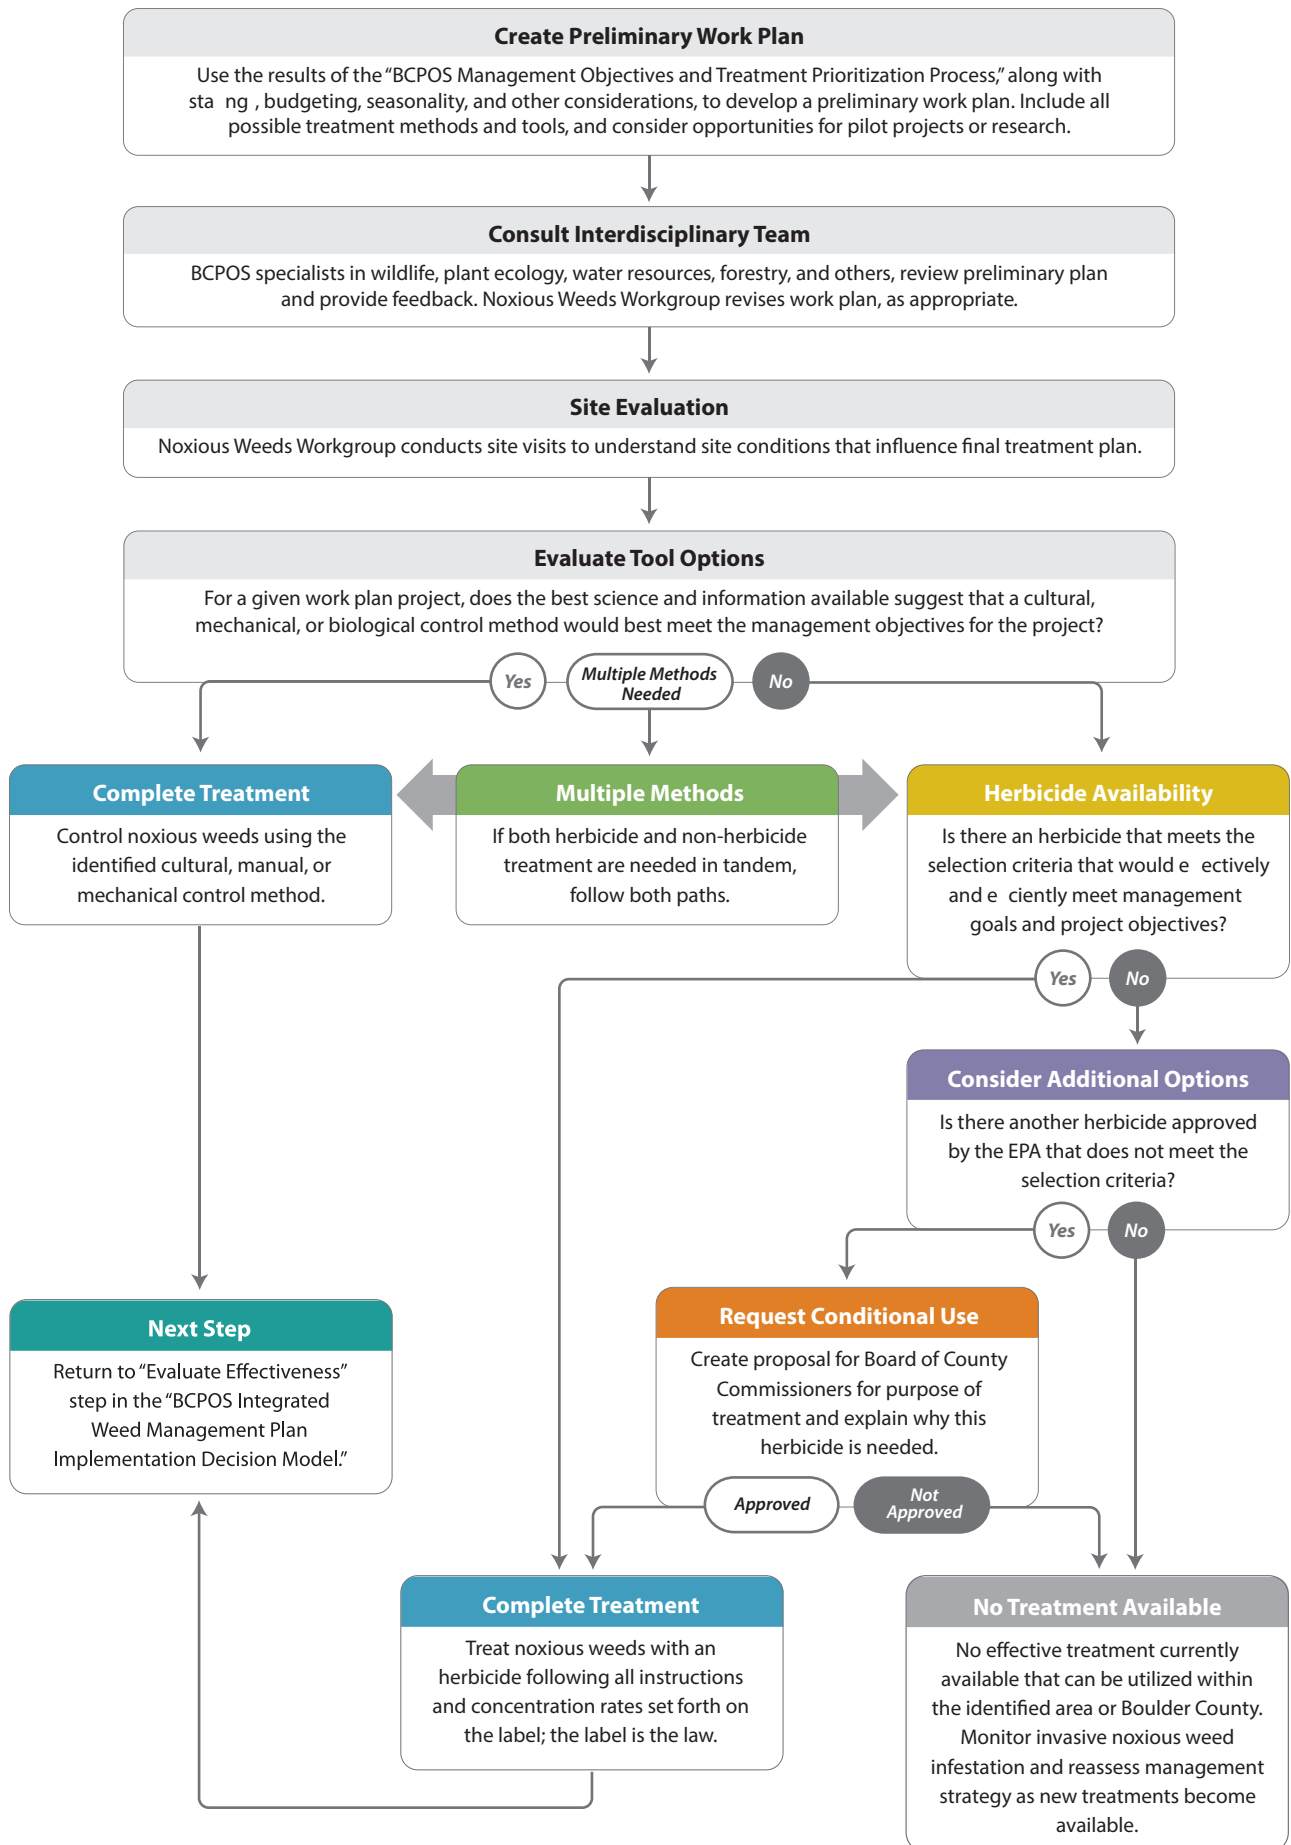 Create Preliminary Work Plan
Use the results of the “BCPOS Management Objectives and Treatment Prioritization Process,” along with
sta ng , budgeting, seasonality, and other considerations, to develop a preliminary work plan. Include all
possible treatment methods and tools, and consider opportunities for pilot projects or research.
Consult Interdisciplinary Team
BCPOS specialists in wildlife, plant ecology, water resources, forestry, and others, review preliminary plan
and provide feedback. Noxious Weeds Workgroup revises work plan, as appropriate.
Site Evaluation
Noxious Weeds Workgroup conducts site visits to understand site conditions that influence final treatment plan.
Evaluate Tool Options
For a given work plan project, does the best science and information available suggest that a cultural,
mechanical, or biological control method would best meet the management objectives for the project?
Yes
Multiple Methods
Needed
No
Complete Treatment
Control noxious weeds using the
identified cultural, manual, or
mechanical control method.
Multiple Methods
If both herbicide and non-herbicide
treatment are needed in tandem,
follow both paths.
Herbicide Availability
Is there an herbicide that meets the
selection criteria that would e ectively
and e ciently meet management
goals and project objectives?
Yes
No
Consider Additional Options
Is there another herbicide approved
by the EPA that does not meet the
selection criteria?
Yes
No
Request Conditional Use
Create proposal for Board of County
Commissioners for purpose of
treatment and explain why this
herbicide is needed.
Approved
Not
Approved
Next Step
Return to “Evaluate Effectiveness”
step in the “BCPOS Integrated
Weed Management Plan
Implementation Decision Model.”
Complete Treatment
Treat noxious weeds with an
herbicide following all instructions
and concentration rates set forth on
the label; the label is the law.
No Treatment Available
No effective treatment currently
available that can be utilized within
the identified area or Boulder County.
Monitor invasive noxious weed
infestation and reassess management
strategy as new treatments become
available.